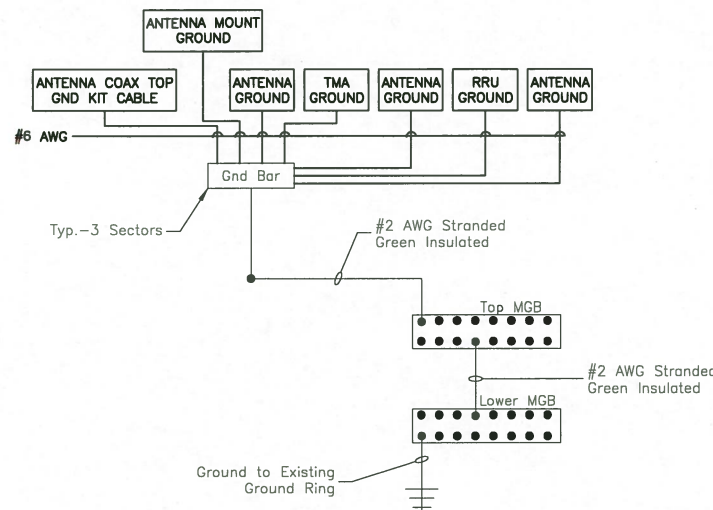 ANTENNA MOUNT
GROUND
ANTENNA COAX TOP
GND KIT CABLE
ANTENNA
GROUND
TMA
GROUND
ANTENNA
GROUND
RRU
GROUND
ANTENNA
GROUND
#6 AWG
Gnd Bar
Typ.-3 Sectors
#2 AWG Stranded
Green Insulated
Top MGB
#2 AWG Stranded
Green Insulated
Lower MGB
Ground to Existing
Ground Ring